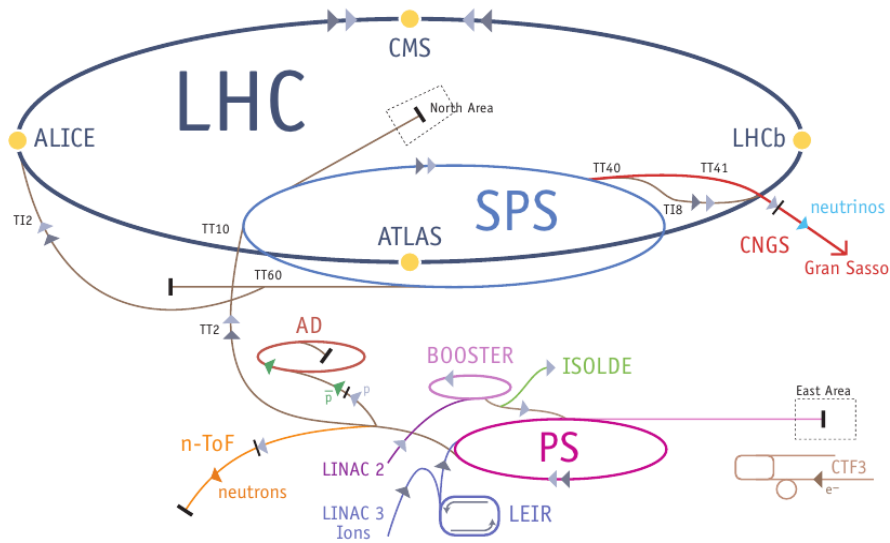 CMS
LHC
North Area
ALICE
LHCb
TT40
TT41
SPS
TI8
neutrinos
TI2
TT10
ATLAS
CNGS
Gran Sasso
TT60
AD
TT2
BOOSTER
ISOLDE
p
p
East Area
n-ToF
PS
LINAC 2
neutrons
CTF3
e-
LINAC 3
Ions
LEIR